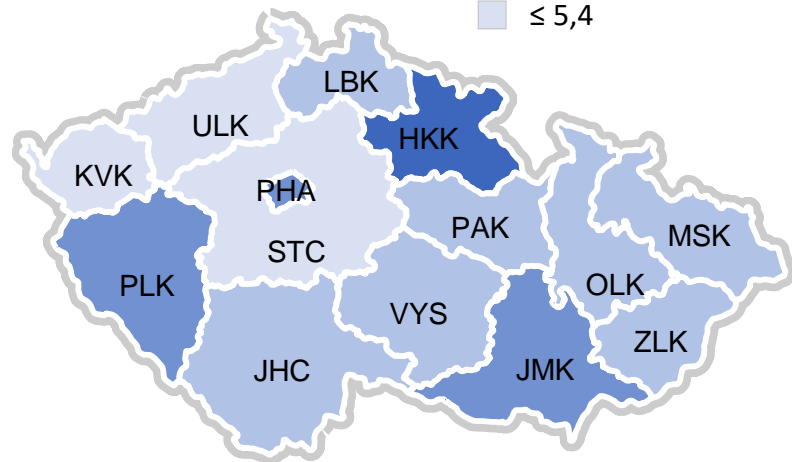 ≤ 5,4
LBK
ULK
HKK
KVK
PHA
PAK
MSK
STC
PLK
OLK
VYS
ZLK
JHC
JMK